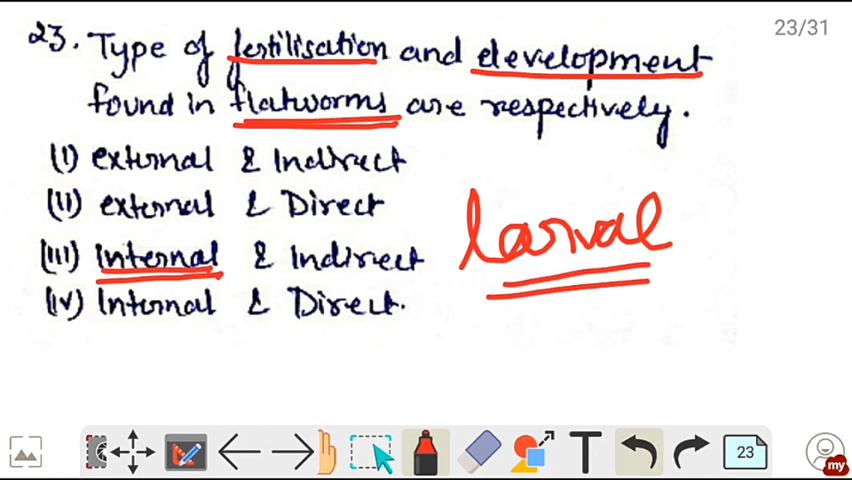 23/31
23. Type of fertilisation and development
found in flatworms are respectively.
(I) external & Indirect
(II) external & Direct
(III) Internal & Indirect
(IV) Internal & Direct.
larval
T
23
my